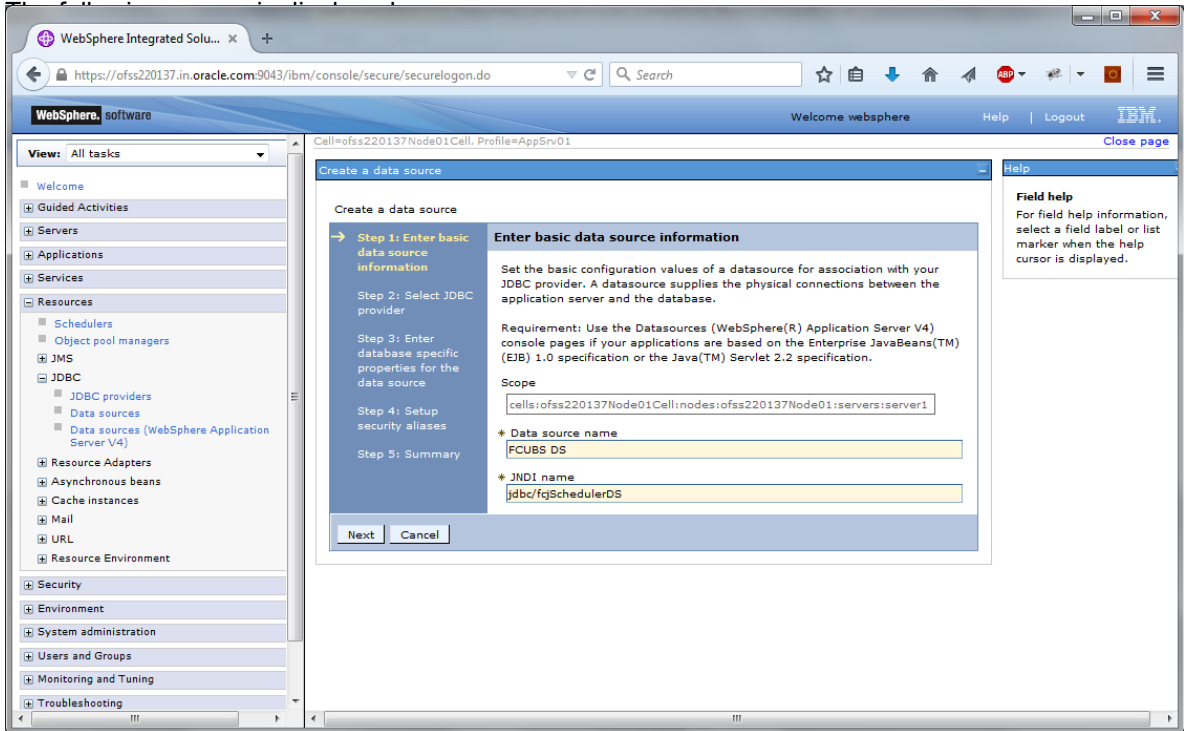 WebSphere Integrated Solu... × +
https://ofss220137.in.oracle.com:9043/ibm/console/secure/securelogon.do
Search
ABP
WebSphere. software
Welcome websphere
Help | Logout
IBM.
View: All tasks
Welcome
Guided Activities
Servers
Applications
Services
Resources
Schedulers
Object pool managers
JMS
JDBC
JDBC providers
Data sources
Data sources (WebSphere Application
Server V4)
Resource Adapters
Asynchronous beans
Cache instances
Mail
URL
Resource Environment
Security
Environment
System administration
Users and Groups
Monitoring and Tuning
Troubleshooting
Cell=ofss220137Node01Cell, Profile=AppSrv01
Close page
Create a data source
Create a data source
Step 1: Enter basic
data source
information
Step 2: Select JDBC
provider
Step 3: Enter
database specific
properties for the
data source
Step 4: Setup
security aliases
Step 5: Summary
Enter basic data source information
Set the basic configuration values of a datasource for association with your
JDBC provider. A datasource supplies the physical connections between the
application server and the database.
Requirement: Use the Datasources (WebSphere(R) Application Server V4)
console pages if your applications are based on the Enterprise JavaBeans(TM)
(EJB) 1.0 specification or the Java(TM) Servlet 2.2 specification.
Scope
cells:ofss220137Node01Cell:nodes:ofss220137Node01:servers:server1
* Data source name
FCUBS DS
* JNDI name
jdbc/fcjSchedulerDS
Next Cancel
Help
Field help
For field help information,
select a field label or list
marker when the help
cursor is displayed.